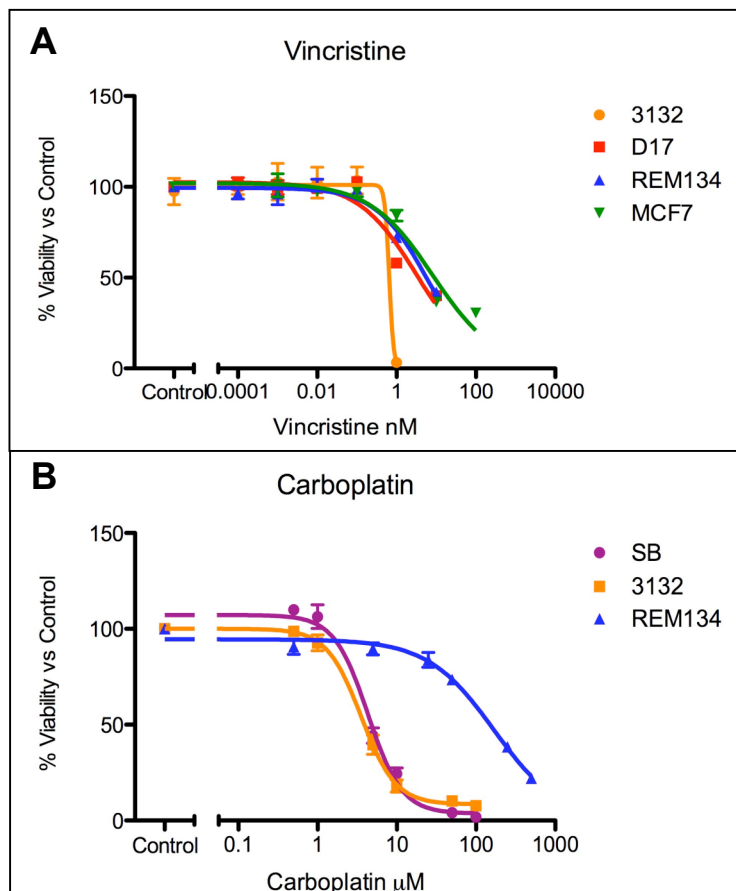 A
Vincristine
% Viability vs Control
150
100
50
0
Control
0.0001
0.01
1
100
10000
Vincristine nM
3132
D17
REM134
MCF7
B
Carboplatin
% Viability vs Control
150
100
50
0
Control
0.1
1
10
100
1000
Carboplatin μM
SB
3132
REM134